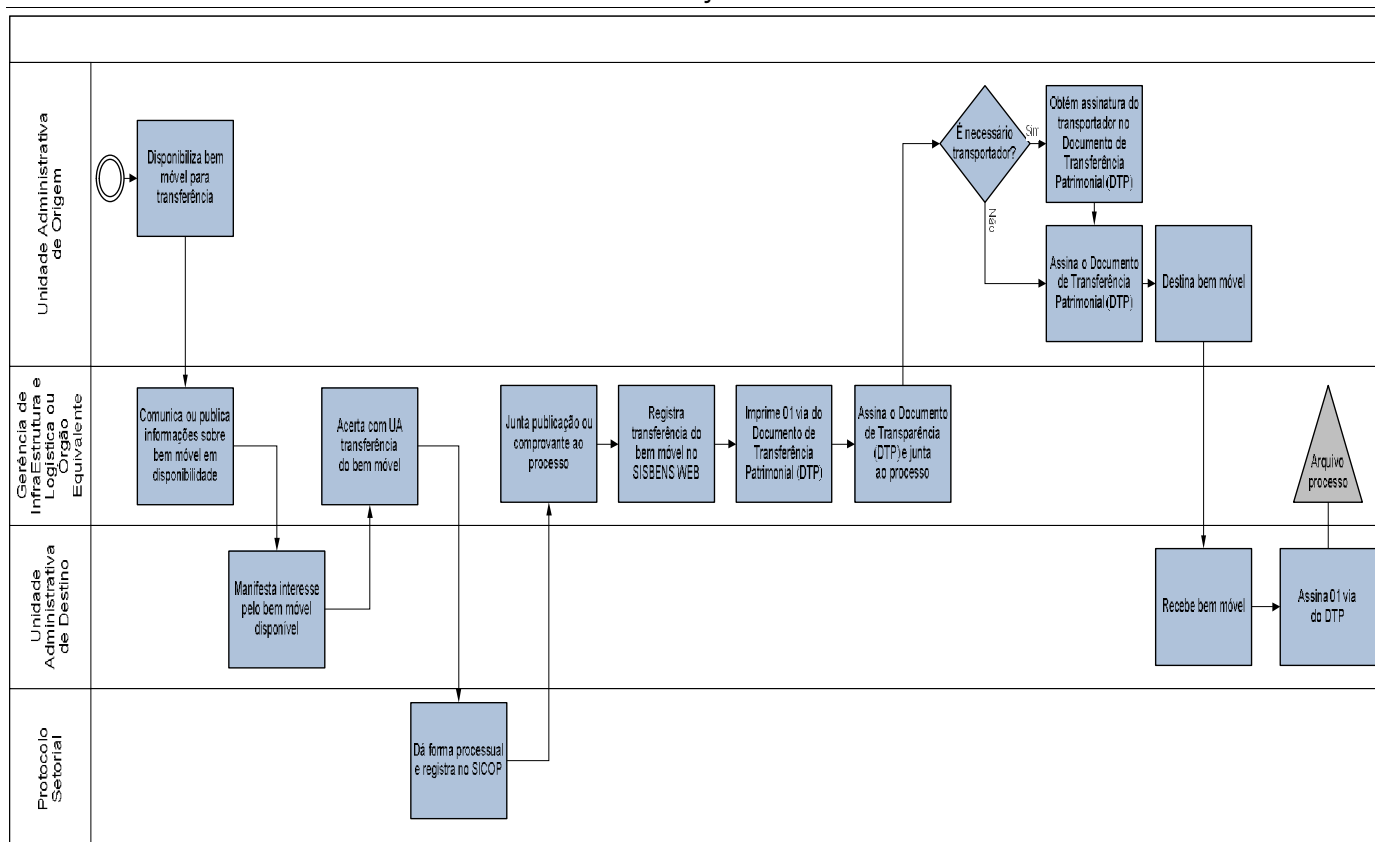 Unidade Administrativa
de Origem
Disponibiliza bem
móvel para
transferência
É necessário
transportador?
Sim
Não
Obtém assinatura do
transportador no
Documento de
Transferência
Patrimonial (DTP)
Assina o Documento
de Transferência
Patrimonial (DTP)
Destina bem móvel
Gerência de
InfraEstrutura e
Logística ou
Órgão
Equivalente
Comunica ou publica
informações sobre
bem móvel em
disponibilidade
Acerta com UA
transferência
do bem móvel
Junta publicação ou
comprovante ao
processo
Registra
transferência do
bem móvel no
SISBENS WEB
Imprime 01 via do
Documento de
Transferência
Patrimonial (DTP)
Assina o Documento
de Transparência
(DTP) e junta
ao processo
Arquivo
processo
Unidade
Administrativa
de Destino
Manifesta interesse
pelo bem móvel
disponível
Recebe bem móvel
Assina 01 via
do DTP
Protocolo
Setorial
Dá forma processual
e registra no SICOP